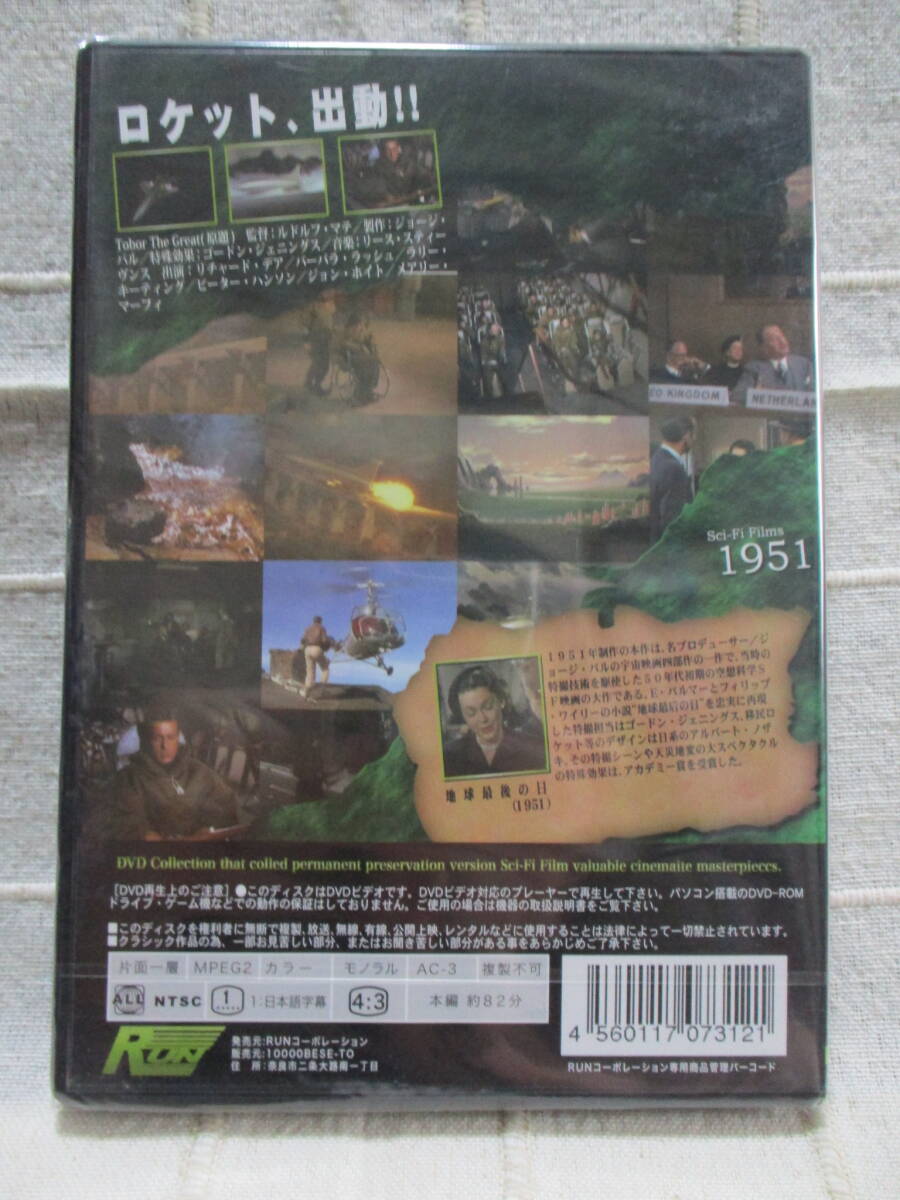 ロケット、出動!!
Tobor The Great(原題) 監督:ルドルフ・マテ/製作:ジョージ・
パル/特殊効果:ゴードン・ジェニングス/音楽:リース・スティー
ヴンス 出演:リチャード・デア/バーバラ・ラッシュ/ラリー・
キーティング/ピーター・ハンソン/ジョン・ホイト/メアリー・
マーフィ
ED KINGDOM.
NETHERLAN
Sci-Fi Films
1951
1951年制作の本作は、名プロデューサー/ジ
ョージ・パルの宇宙映画四部作の一作で、当時の
特撮技術を駆使した50年代初期の空想科学S
F映画の大作である。E・バルマーとフィリップ
・ワイリーの小説"地球最后の日"を忠実に再現
した特撮担当はゴードン・ジェニングス、移民ロ
ケット等のデザインは日系のアルバート・ノザ
キ、その特撮シーンや天災地変の大スペクタクル
の特殊効果は、アカデミー賞を受賞した。
地球最後の日
(1951)
DVD Collection that colled permanent preservation version Sci-Fi Film valuable cinemaite masterpieccs.
[DVD再生上のご注意] ●このディスクはDVDビデオです。DVDビデオ対応のプレーヤーで再生して下さい。パソコン搭載のDVD-ROM
ドライブ・ゲーム機などでの動作の保証はしておりません。ご使用の場合は機器の取扱説明書をご覧下さい。
■このディスクを権利者に無断で複製、放送、無線、有線、公開上映、レンタルなどに使用することは法律によって一切禁止されています。
■クラシック作品の為、一部お見苦しい部分、またはお聞き苦しい部分がある事をあらかじめご了承下さい。
片面一層 MPEG2 カラー モノラル AC-3 複製不可
ALL NTSC 1 1:日本語字幕 4:3 本編 約82分
4 560117 073121
RUN
発売元:RUNコーポレーション
販売元:10000BESE-TO
住 所:奈良市二条大路南一丁目
RUNコーポレーション専用商品管理バーコード